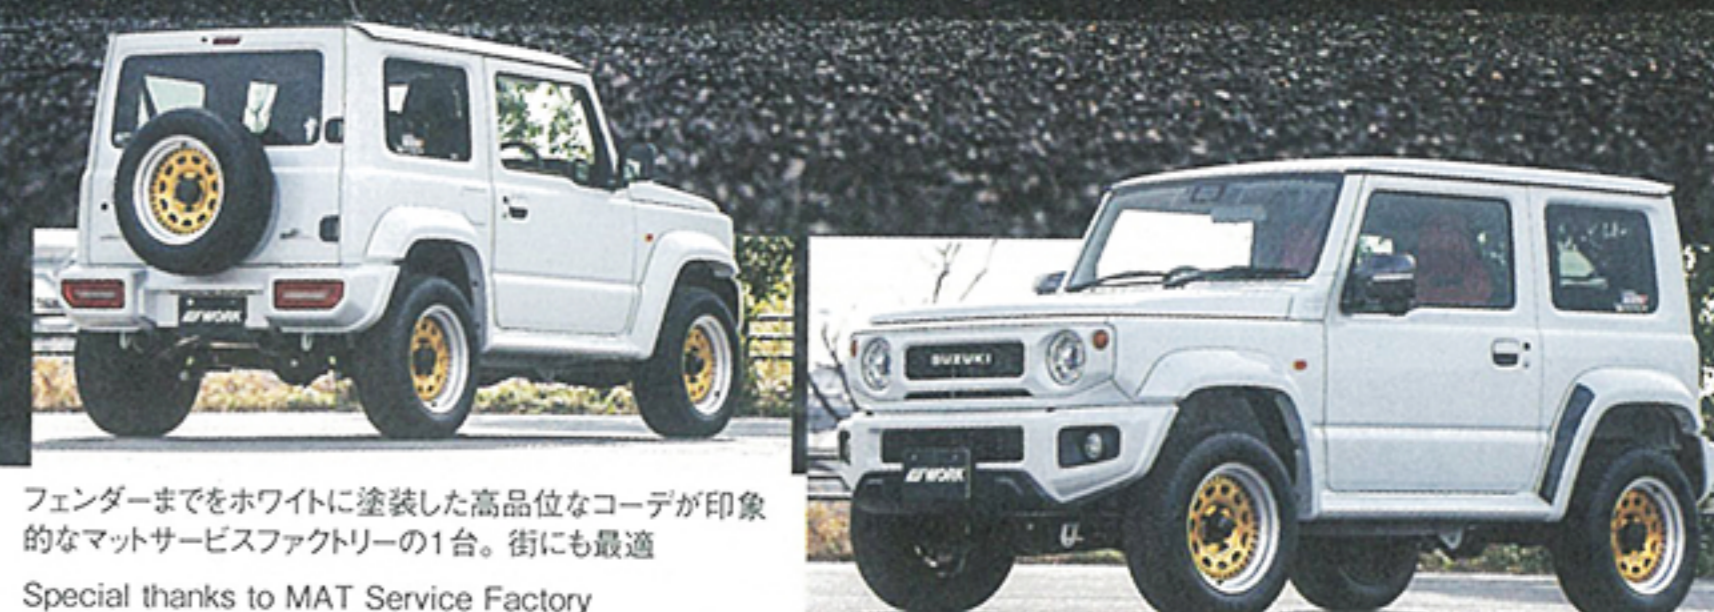 WORK
SUZUKI
WORK
フェンダーまでをホワイトに塗装した高品位なコーデが印象
的なマットサービスファクトリーの1台。街にも最適
Special thanks to MAT Service Factory